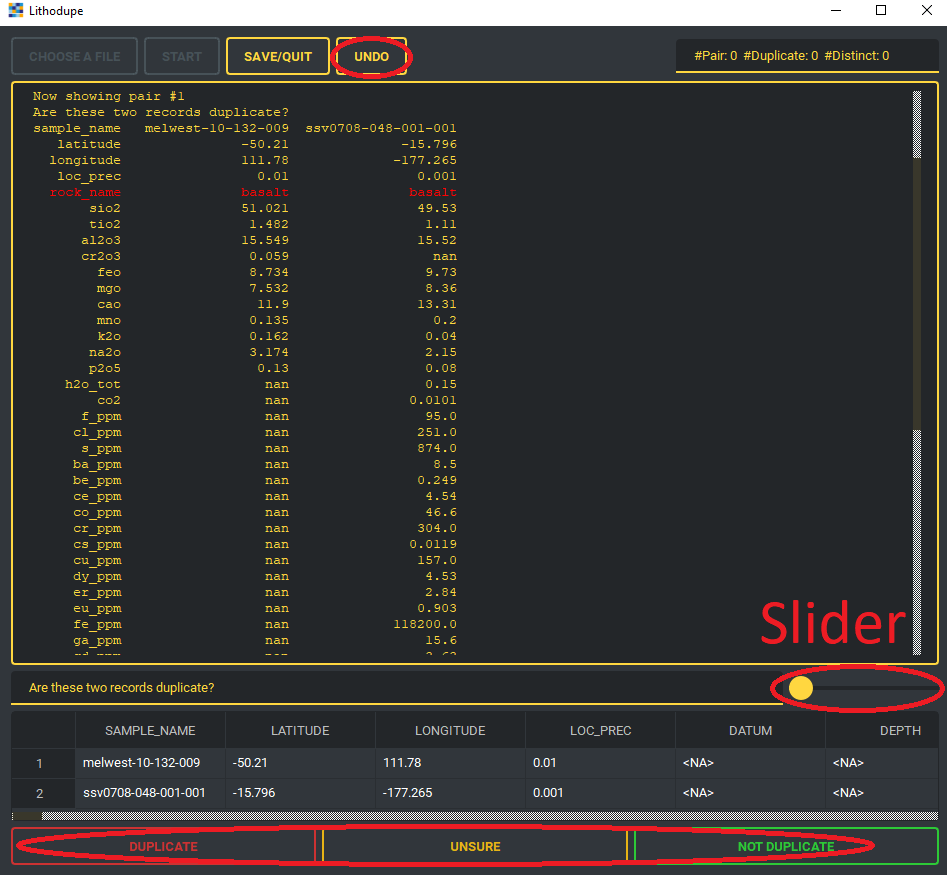 Lithodupe
CHOOSE A FILE START SAVE/QUIT UNDO #Pair: 0 #Duplicate: 0 #Distinct: 0
Now showing pair #1
Are these two records duplicate?
sample_name melwest-10-132-009 ssv0708-048-001-001
latitude -50.21 -15.796
longitude 111.78 -177.265
loc_prec 0.01 0.001
rock_name basalt basalt
sio2 51.021 49.53
tio2 1.482 1.11
al2o3 15.549 15.52
cr2o3 0.059 nan
feo 8.734 9.73
mgo 7.532 8.36
cao 11.9 13.31
mno 0.135 0.2
k2o 0.162 0.04
na2o 3.174 2.15
p2o5 0.13 0.08
h2o_tot nan 0.15
co2 nan 0.0101
f_ppm nan 95.0
cl_ppm nan 251.0
s_ppm nan 874.0
ba_ppm nan 8.5
be_ppm nan 0.249
ce_ppm nan 4.54
co_ppm nan 46.6
cr_ppm nan 304.0
cs_ppm nan 0.0119
cu_ppm nan 157.0
dy_ppm nan 4.53
er_ppm nan 2.84
eu_ppm nan 0.903
fe_ppm nan 118200.0
ga_ppm nan 15.6
Slider
Are these two records duplicate?
SAMPLE_NAME LATITUDE LONGITUDE LOC_PREC DATUM DEPTH
1 melwest-10-132-009 -50.21 111.78 0.01 <NA> <NA>
2 ssv0708-048-001-001 -15.796 -177.265 0.001 <NA> <NA>
DUPLICATE UNSURE NOT DUPLICATE